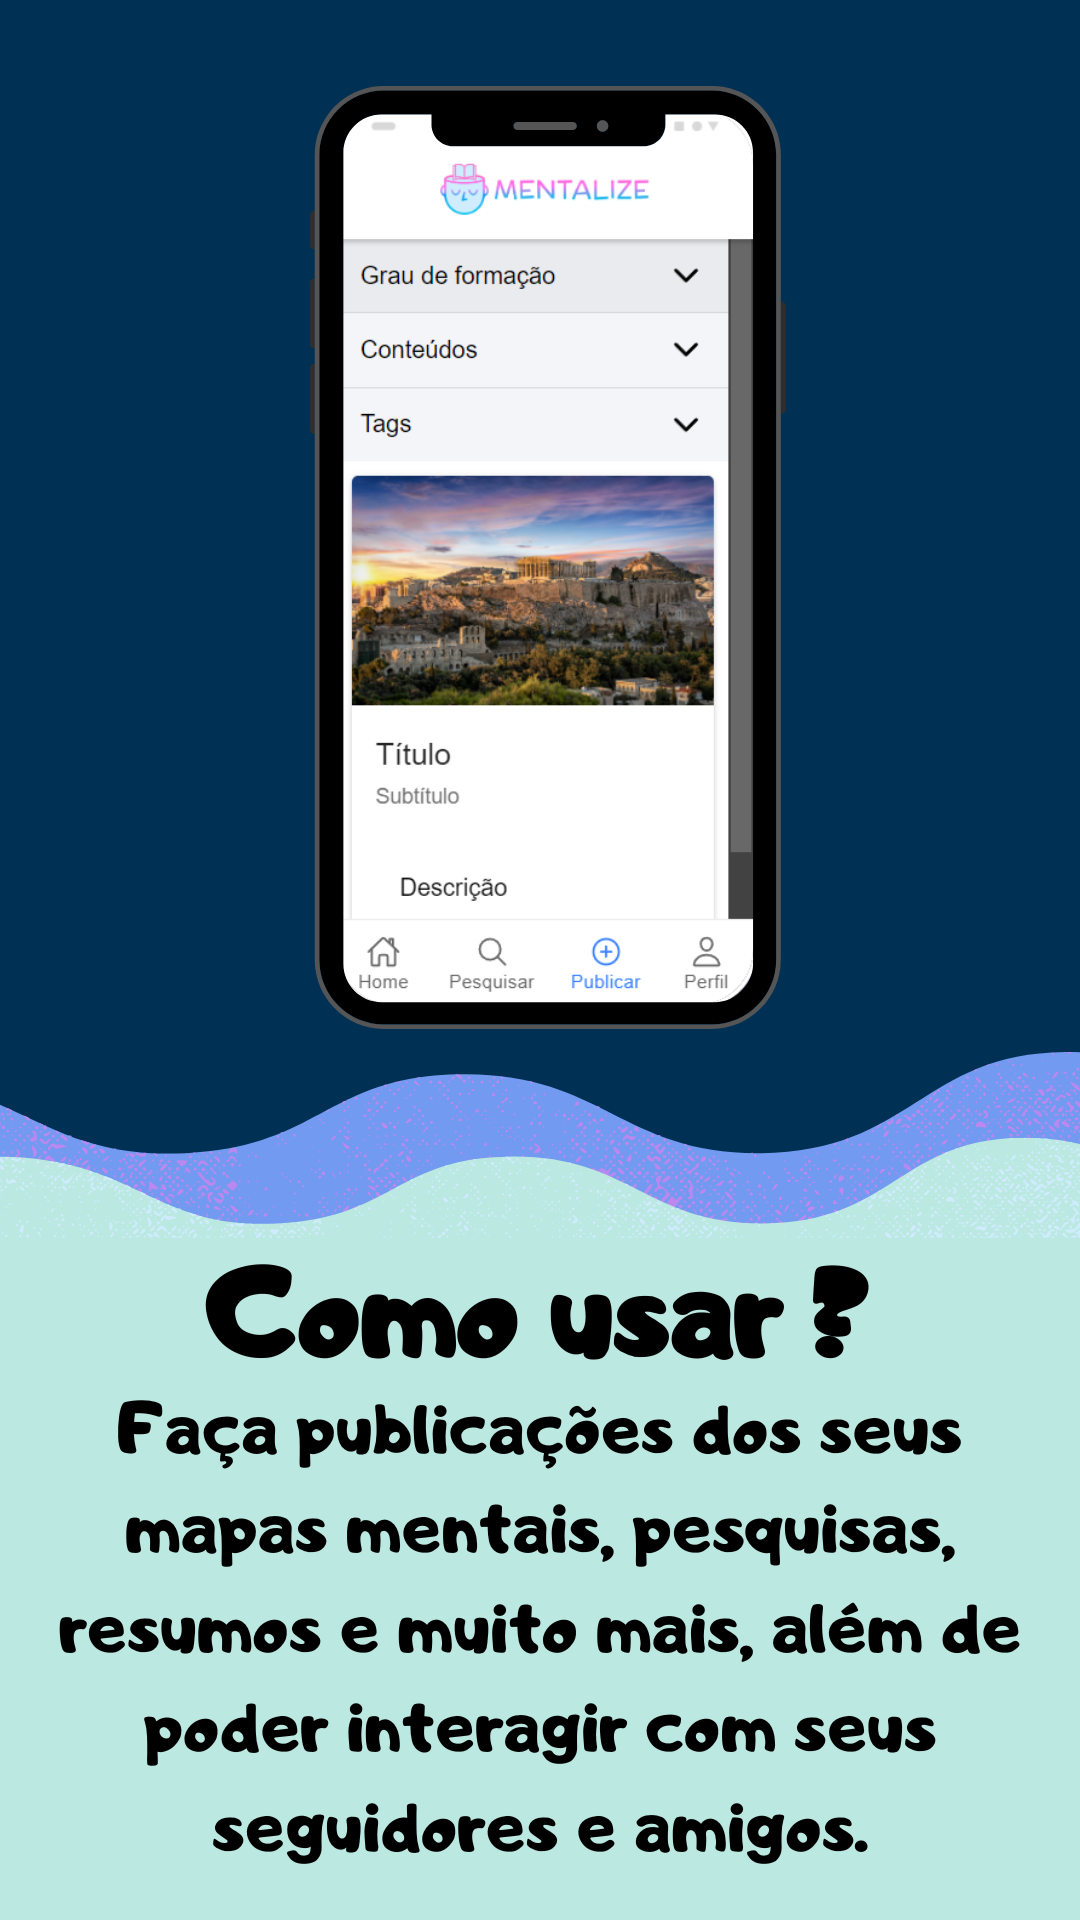 MENTALIZE
Grau de formação
Conteúdos
Tags
Título
Subtítulo
Descrição
Home Pesquisar Publicar Perfil
Como usar ?
Faça publicações dos seus
mapas mentais, pesquisas,
resumos e muito mais, além de
poder interagir com seus
seguidores e amigos.